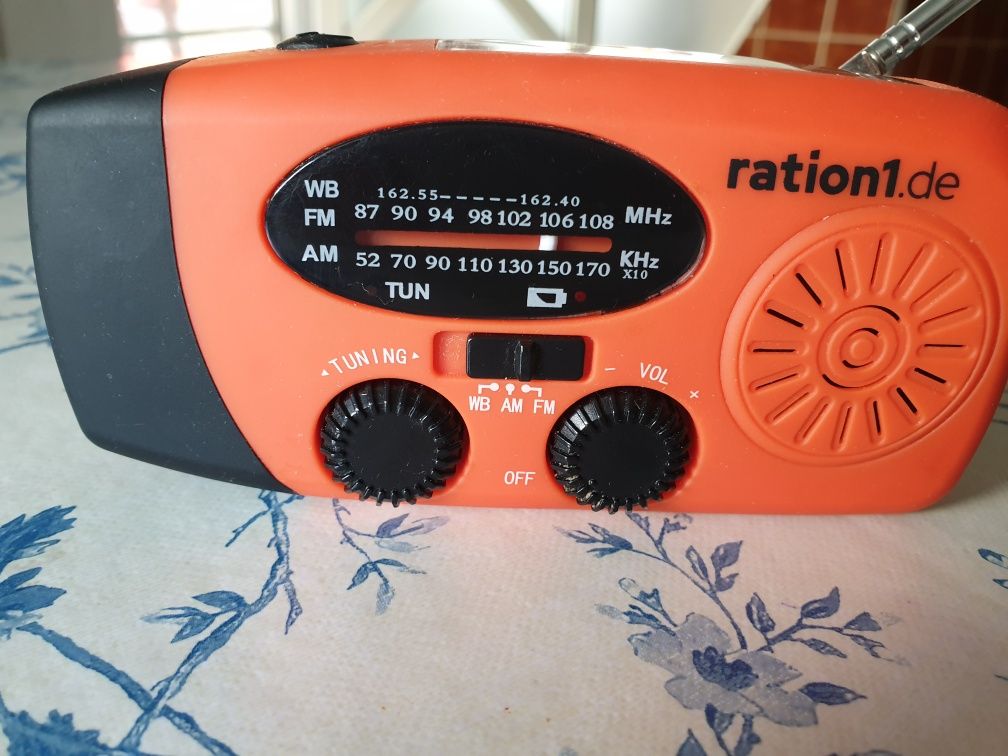 ration1.de
WB 162.55-----162.40
FM 87 90 94 98 102 106 108 MHz
AM 52 70 90 110 130 150 170 KHz
X10
TUN
TUNING
WB AM FM
- VOL +
OFF